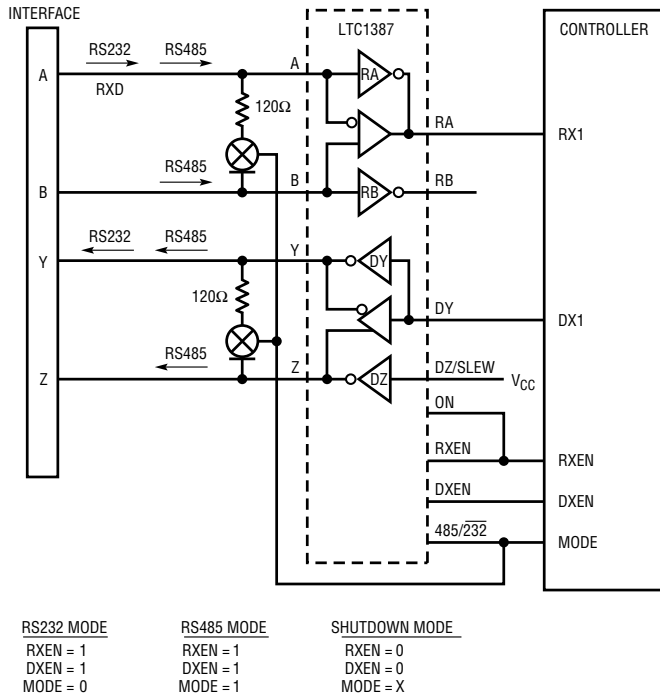 INTERFACE
LTC1387
CONTROLLER
RS232 RS485
A
RXD
A
RA
120Ω
RA
RX1
RS485
B
B
RB
RB
RS232 RS485
Y
Y
DY
120Ω
DY
DX1
RS485
Z
Z
DZ
DZ/SLEW
VCC
ON
RXEN
RXEN
DXEN
DXEN
485/232
MODE
RS232 MODE RS485 MODE SHUTDOWN MODE
RXEN = 1 RXEN = 1 RXEN = 0
DXEN = 1 DXEN = 1 DXEN = 0
MODE = 0 MODE = 1 MODE = X